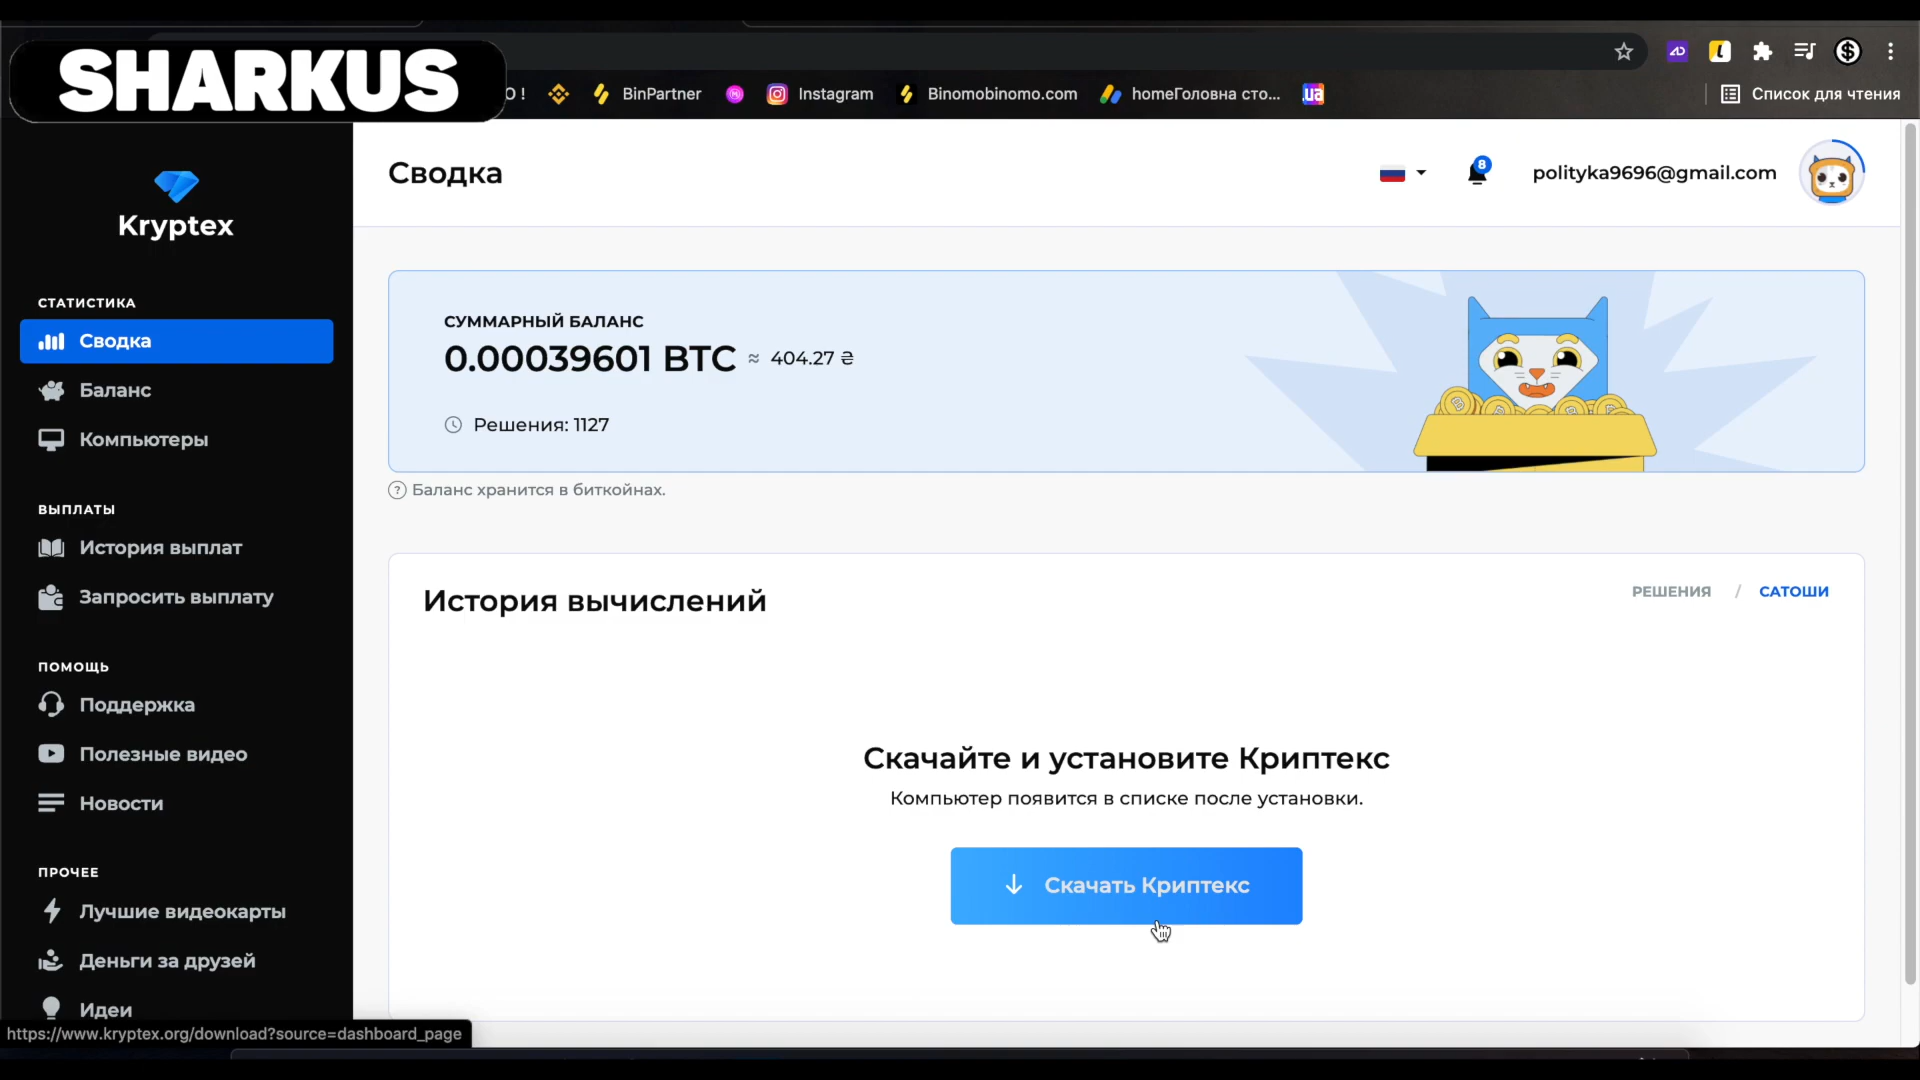 SHARKUS
О !
BinPartner
Instagram
Binomobinomo.com
homeГоловна сто...
.ua
Список для чтения
Kryptex
Сводка
8
polityka9696@gmail.com
СТАТИСТИКА
Сводка
Баланс
Компьютеры
ВЫПЛАТЫ
История выплат
Запросить выплату
ПОМОЩЬ
Поддержка
Полезные видео
Новости
ПРОЧЕЕ
Лучшие видеокарты
Деньги за друзей
Идеи
СУММАРНЫЙ БАЛАНС
0.00039601 BTC ≈ 404.27 ₴
Решения: 1127
? Баланс хранится в биткойнах.
История вычислений
РЕШЕНИЯ / САТОШИ
Скачайте и установите Криптекс
Компьютер появится в списке после установки.
Скачать Криптекс
https://www.kryptex.org/download?source=dashboard_page